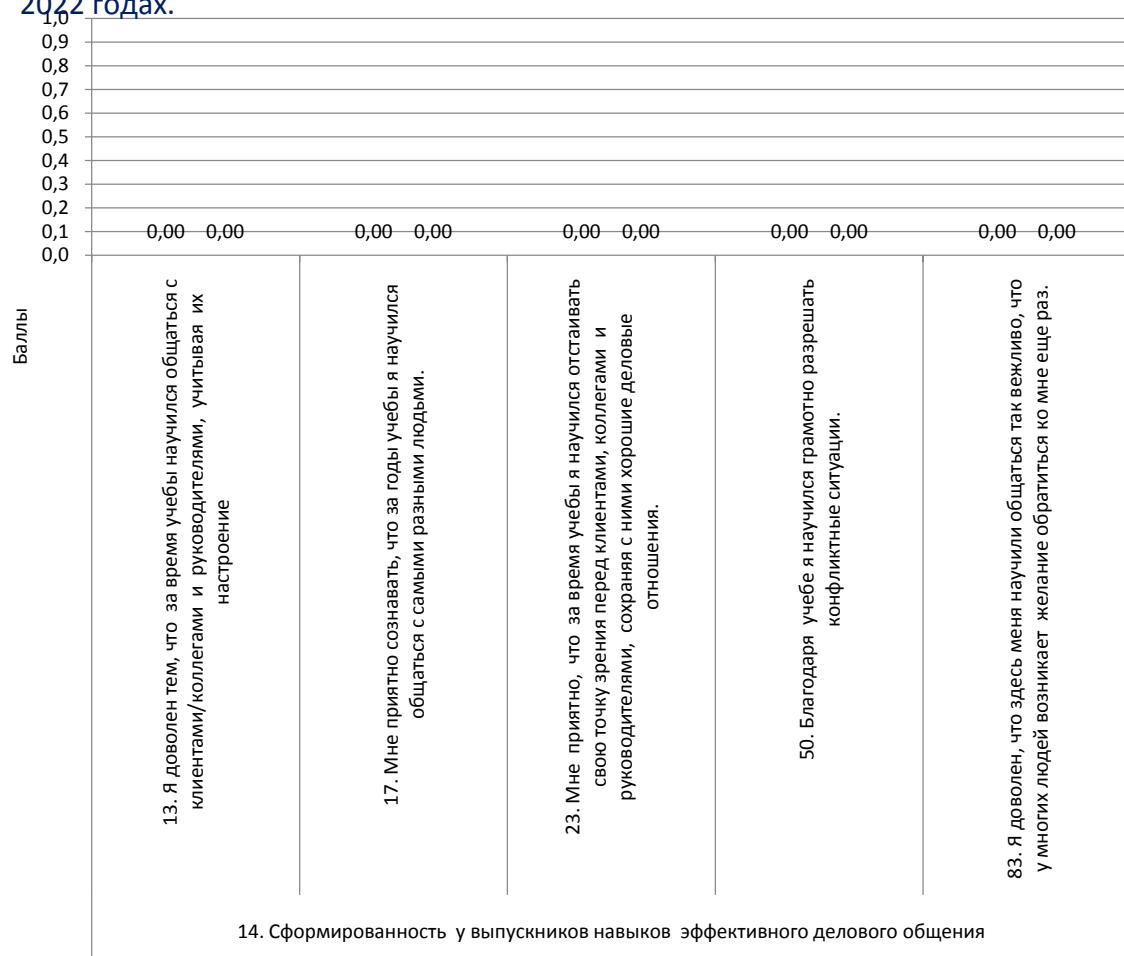 2022 годах.
1,0
0,9
0,8
0,7
0,6
0,5
0,4
0,3
0,2
0,1
0,0
Баллы
0,00 0,00 0,00 0,00 0,00 0,00 0,00 0,00 0,00 0,00
13. Я доволен тем, что за время учебы научился общаться с
клиентами/коллегами и руководителями, учитывая их
настроение
17. Мне приятно сознавать, что за годы учебы я научился
общаться с самыми разными людьми.
23. Мне приятно, что за время учебы я научился отстаивать
свою точку зрения перед клиентами, коллегами и
руководителями, сохраняя с ними хорошие деловые
отношения.
50. Благодаря учебе я научился грамотно разрешать
конфликтные ситуации.
83. Я доволен, что здесь меня научили общаться так вежливо, что
у многих людей возникает желание обратиться ко мне еще раз.
14. Сформированность у выпускников навыков эффективного делового общения